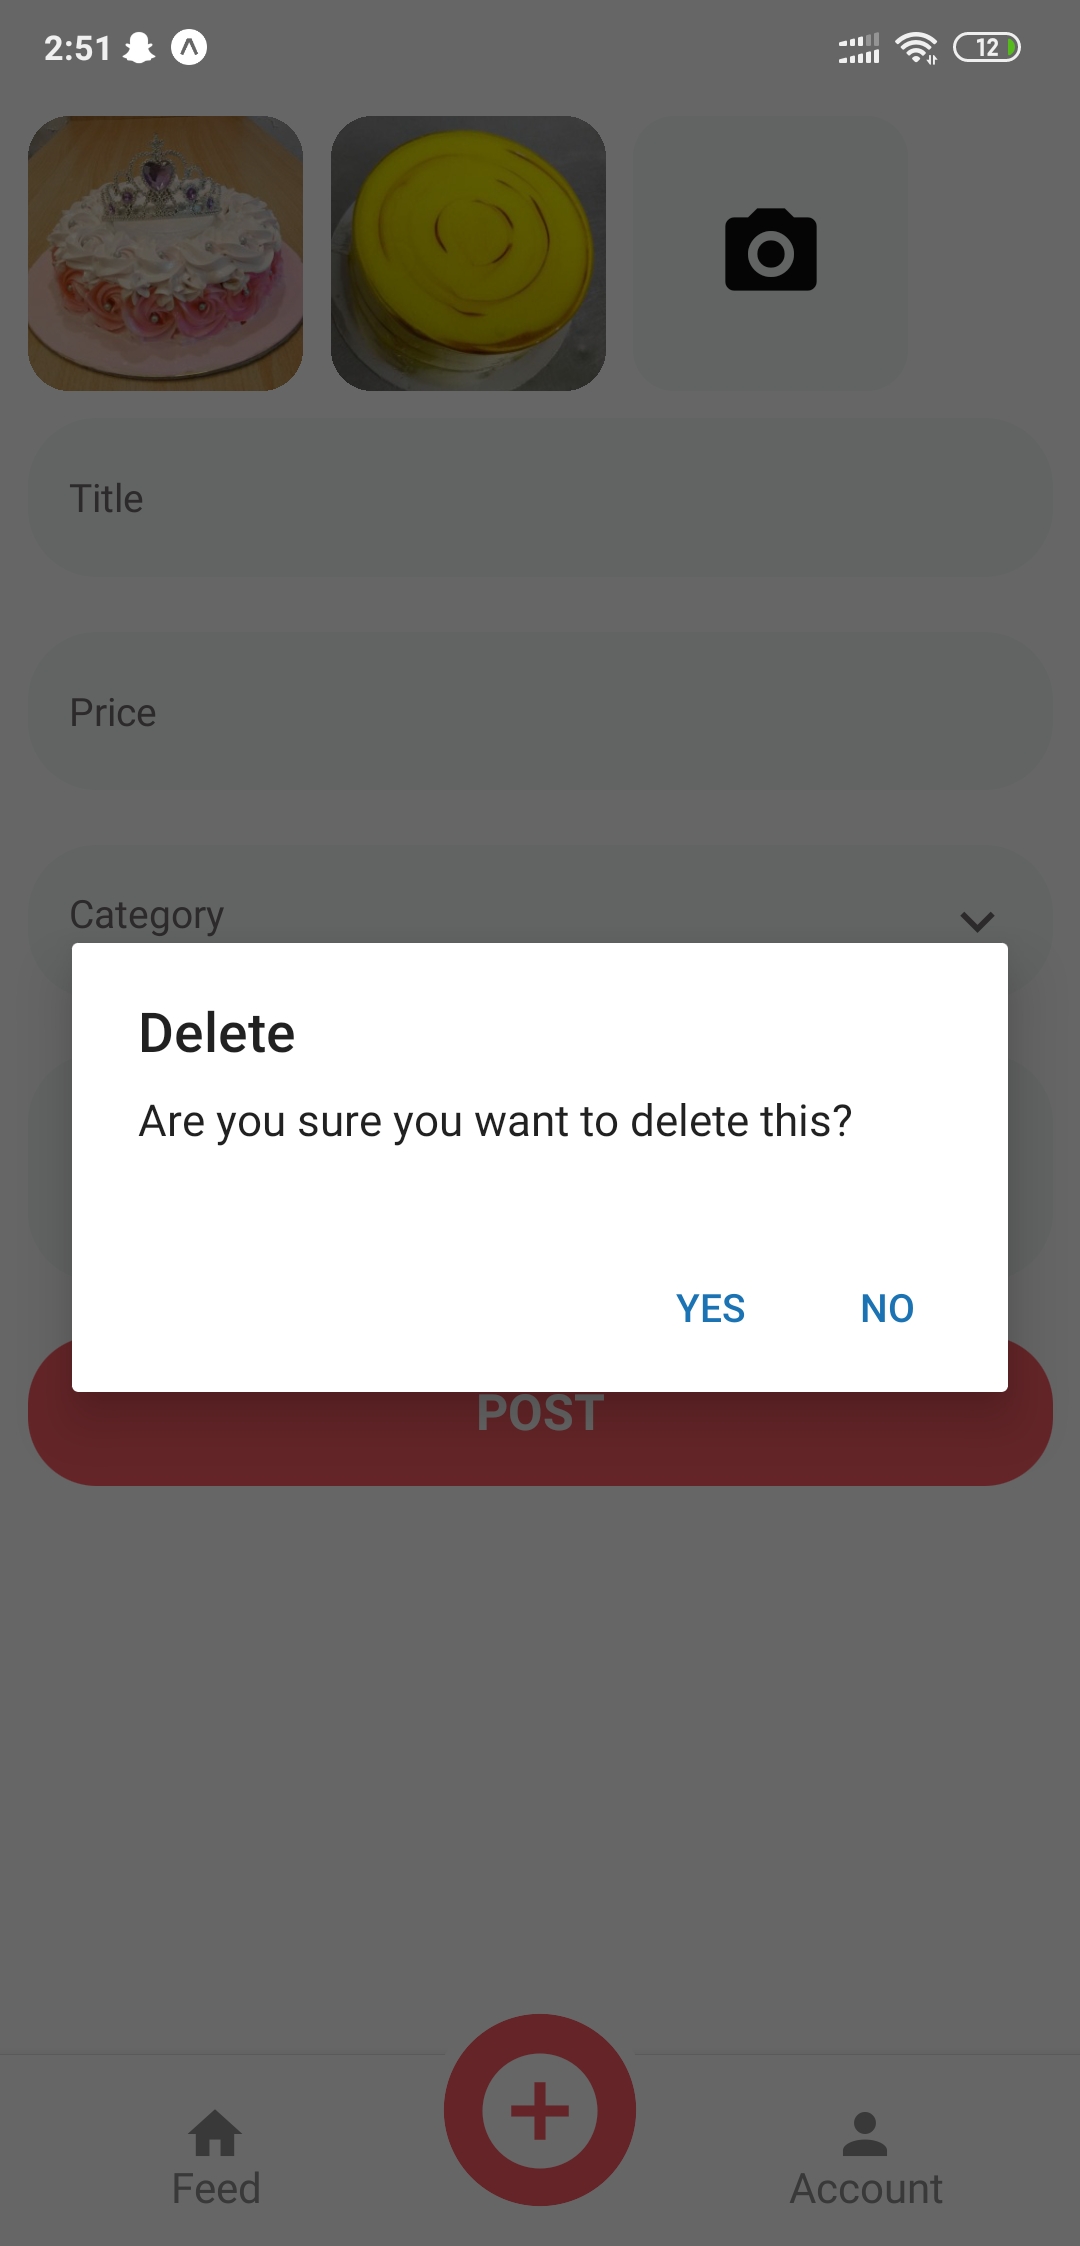 2:51
12
Title
Price
Category
Delete
Are you sure you want to delete this?
YES NO
POST
Feed
Account